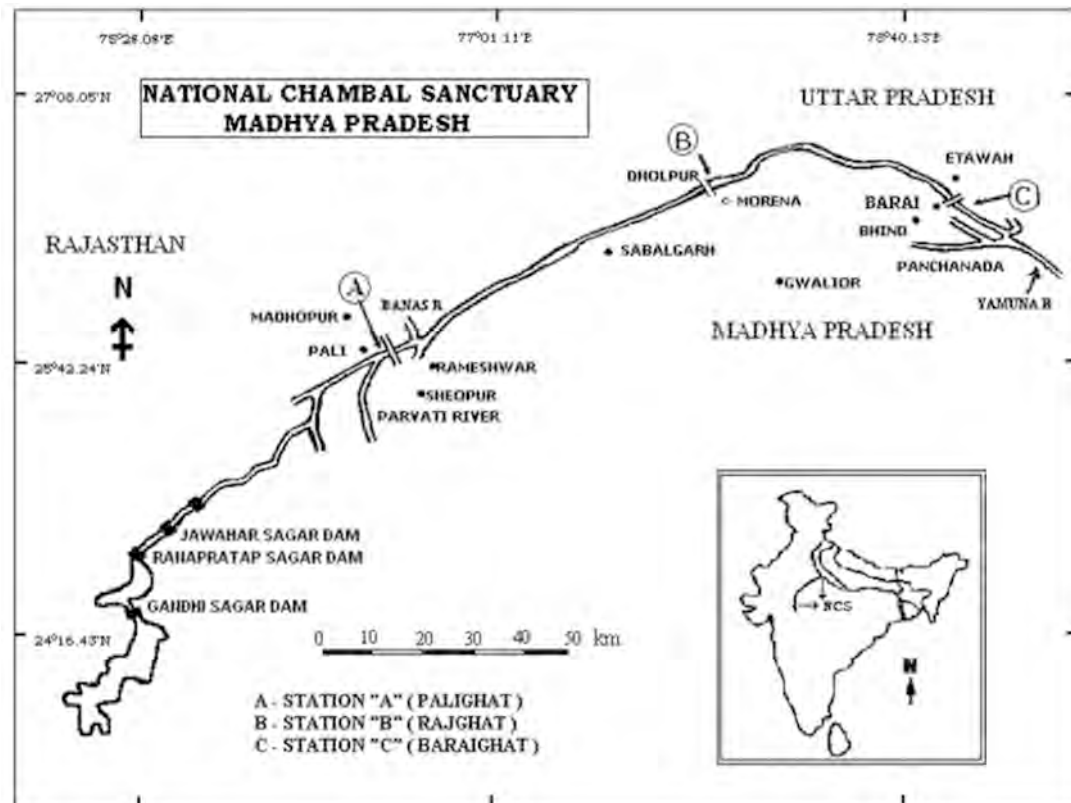 75°28.08'E
77°01.11'E
78°40.13'E
27°08.05'N
NATIONAL CHAMBAL SANCTUARY
MADHYA PRADESH
UTTAR PRADESH
B
DHOLPUR
ETAWAH
MORENA
BARAI
C
BHIND
RAJASTHAN
SABALGARH
PANCHANADA
N
A
BANAS R
GWALIOR
YAMUNA R
MADHOPUR
MADHYA PRADESH
PALI
25°42.24'N
RAMESHWAR
SHEOPUR
PARVATI RIVER
JAWAHAR SAGAR DAM
RANAPRATAP SAGAR DAM
GANDHI SAGAR DAM
NCS
24°16.43'N
0 10 20 30 40 50 km
N
A - STATION "A" ( PALIGHAT )
B - STATION "B" ( RAJGHAT )
C - STATION "C" ( BARAIGHAT )